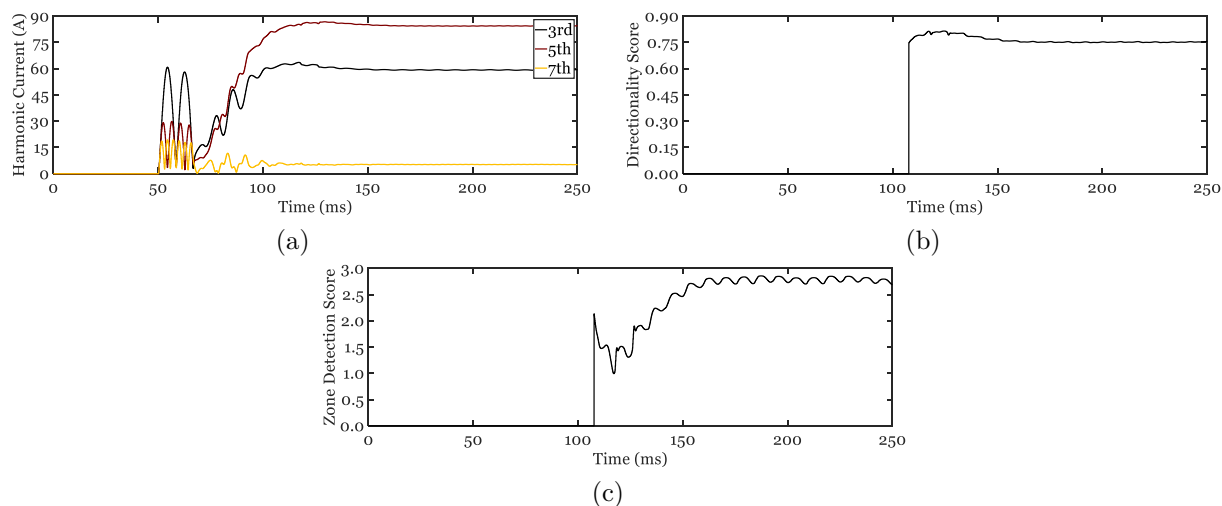 Harmonic Current (A)
90
75
60
45
30
15
0
3rd
5th
7th
0 50 100 150 200 250
Time (ms)
(a)
Directionality Score
0.90
0.75
0.60
0.45
0.30
0.15
0.00
0 50 100 150 200 250
Time (ms)
(b)
Zone Detection Score
3.0
2.5
2.0
1.5
1.0
0.5
0.0
0 50 100 150 200 250
Time (ms)
(c)